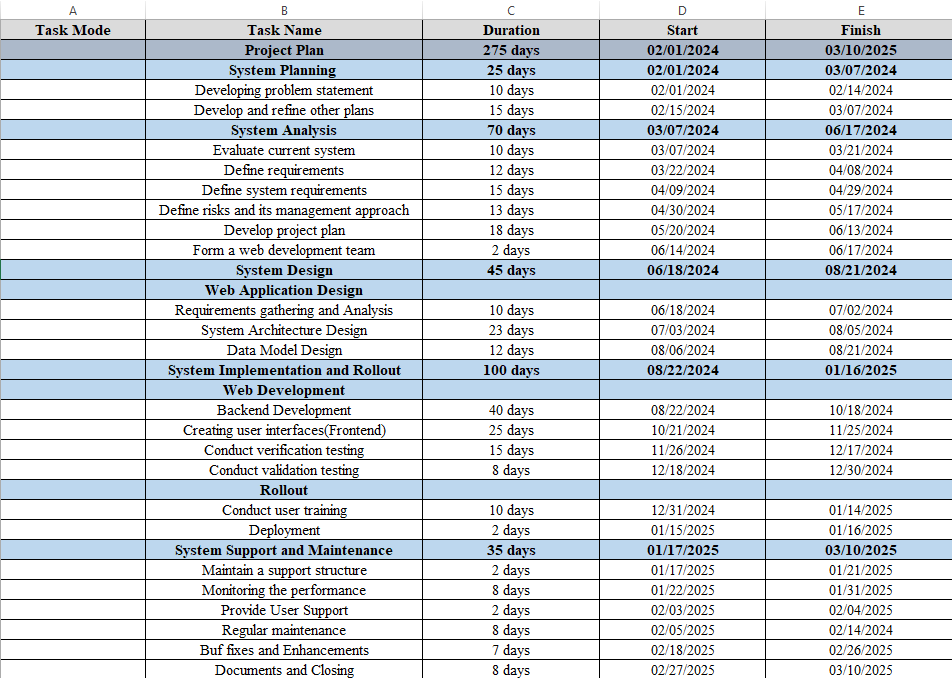 A B C D E
Task Mode Task Name Duration Start Finish
Project Plan 275 days 02/01/2024 03/10/2025
System Planning 25 days 02/01/2024 03/07/2024
Developing problem statement 10 days 02/01/2024 02/14/2024
Develop and refine other plans 15 days 02/15/2024 03/07/2024
System Analysis 70 days 03/07/2024 06/17/2024
Evaluate current system 10 days 03/07/2024 03/21/2024
Define requirements 12 days 03/22/2024 04/08/2024
Define system requirements 15 days 04/09/2024 04/29/2024
Define risks and its management approach 13 days 04/30/2024 05/17/2024
Develop project plan 18 days 05/20/2024 06/13/2024
Form a web development team 2 days 06/14/2024 06/17/2024
System Design 45 days 06/18/2024 08/21/2024
Web Application Design
Requirements gathering and Analysis 10 days 06/18/2024 07/02/2024
System Architecture Design 23 days 07/03/2024 08/05/2024
Data Model Design 12 days 08/06/2024 08/21/2024
System Implementation and Rollout 100 days 08/22/2024 01/16/2025
Web Development
Backend Development 40 days 08/22/2024 10/18/2024
Creating user interfaces(Frontend) 25 days 10/21/2024 11/25/2024
Conduct verification testing 15 days 11/26/2024 12/17/2024
Conduct validation testing 8 days 12/18/2024 12/30/2024
Rollout
Conduct user training 10 days 12/31/2024 01/14/2025
Deployment 2 days 01/15/2025 01/16/2025
System Support and Maintenance 35 days 01/17/2025 03/10/2025
Maintain a support structure 2 days 01/17/2025 01/21/2025
Monitoring the performance 8 days 01/22/2025 01/31/2025
Provide User Support 2 days 02/03/2025 02/04/2025
Regular maintenance 8 days 02/05/2025 02/14/2024
Buf fixes and Enhancements 7 days 02/18/2025 02/26/2025
Documents and Closing 8 days 02/27/2025 03/10/2025